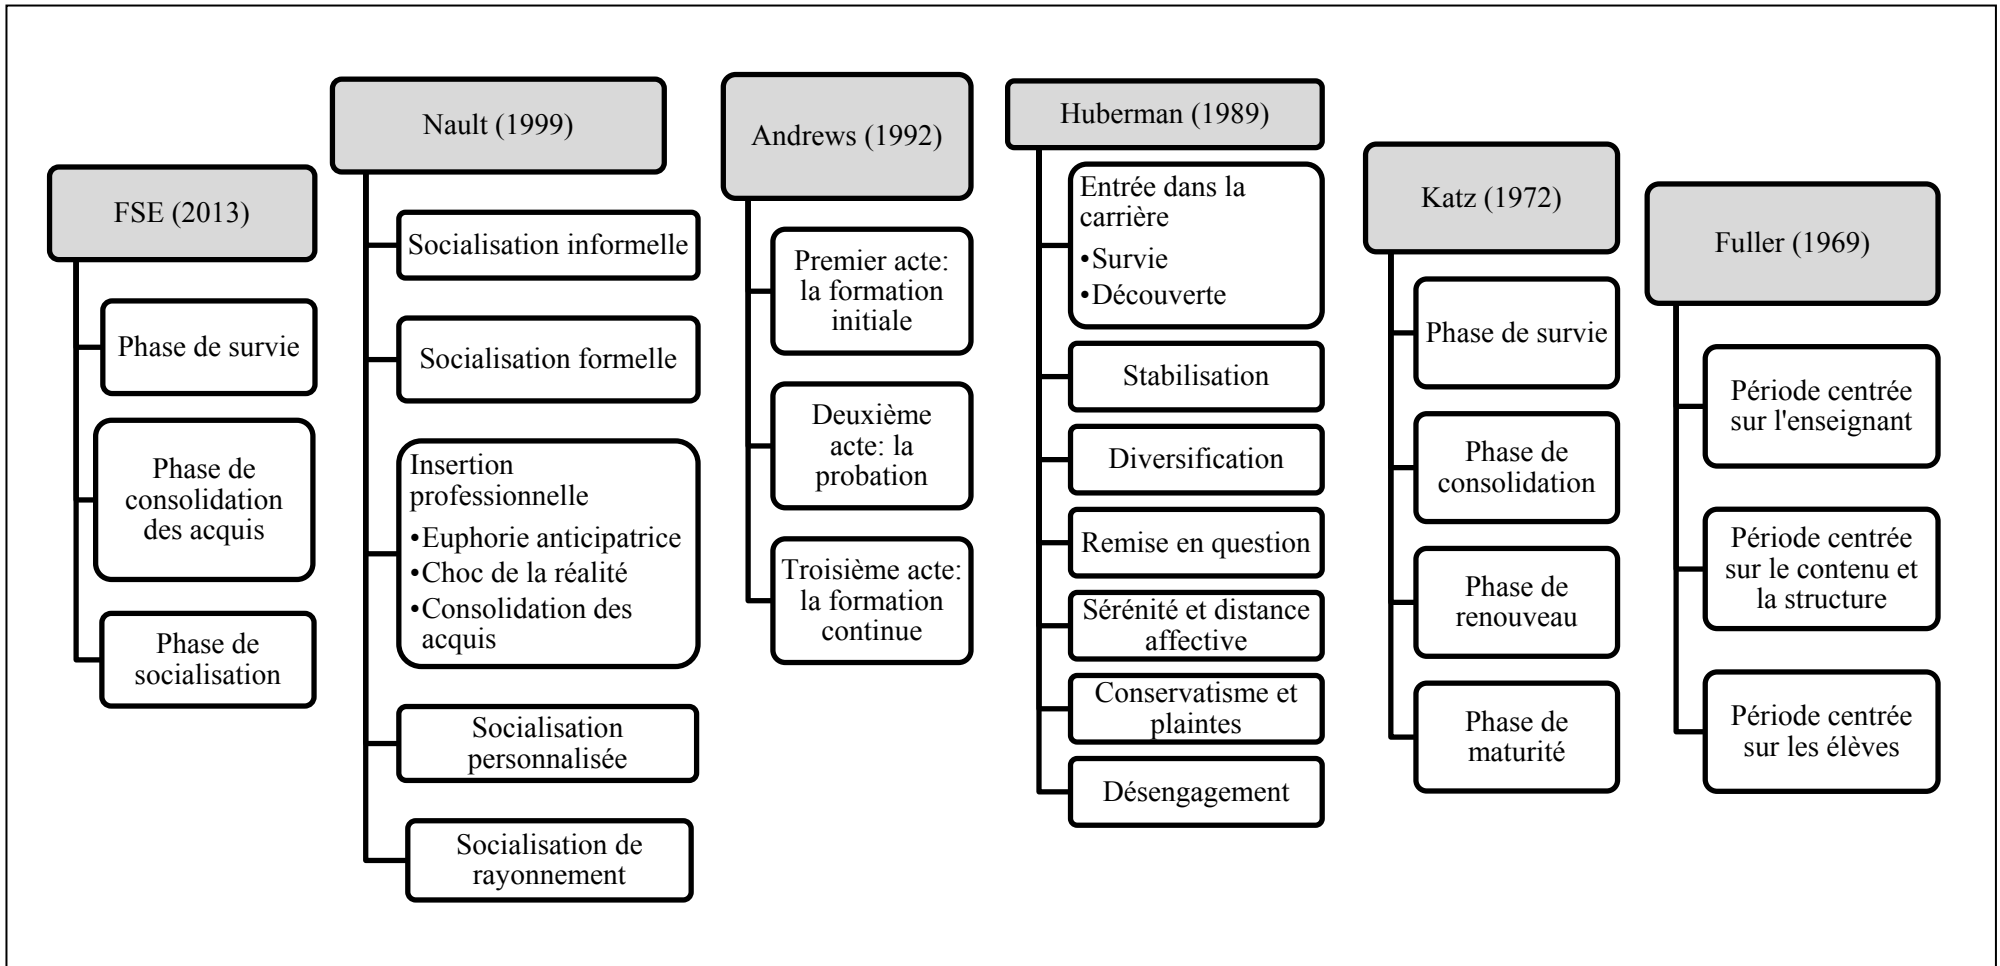 FSE (2013)
Phase de survie
Phase de
consolidation
des acquis
Phase de
socialisation
Nault (1999)
Socialisation informelle
Socialisation formelle
Insertion
professionnelle
•Euphorie anticipatrice
•Choc de la réalité
•Consolidation des
acquis
Socialisation
personnalisée
Socialisation de
rayonnement
Andrews (1992)
Premier acte:
la formation
initiale
Deuxième
acte: la
probation
Troisième acte:
la formation
continue
Huberman (1989)
Entrée dans la
carrière
•Survie
•Découverte
Stabilisation
Diversification
Remise en question
Sérénité et distance
affective
Conservatisme et
plaintes
Désengagement
Katz (1972)
Phase de survie
Phase de
consolidation
Phase de
renouveau
Phase de
maturité
Fuller (1969)
Période centrée
sur l'enseignant
Période centrée
sur le contenu et
la structure
Période centrée
sur les élèves